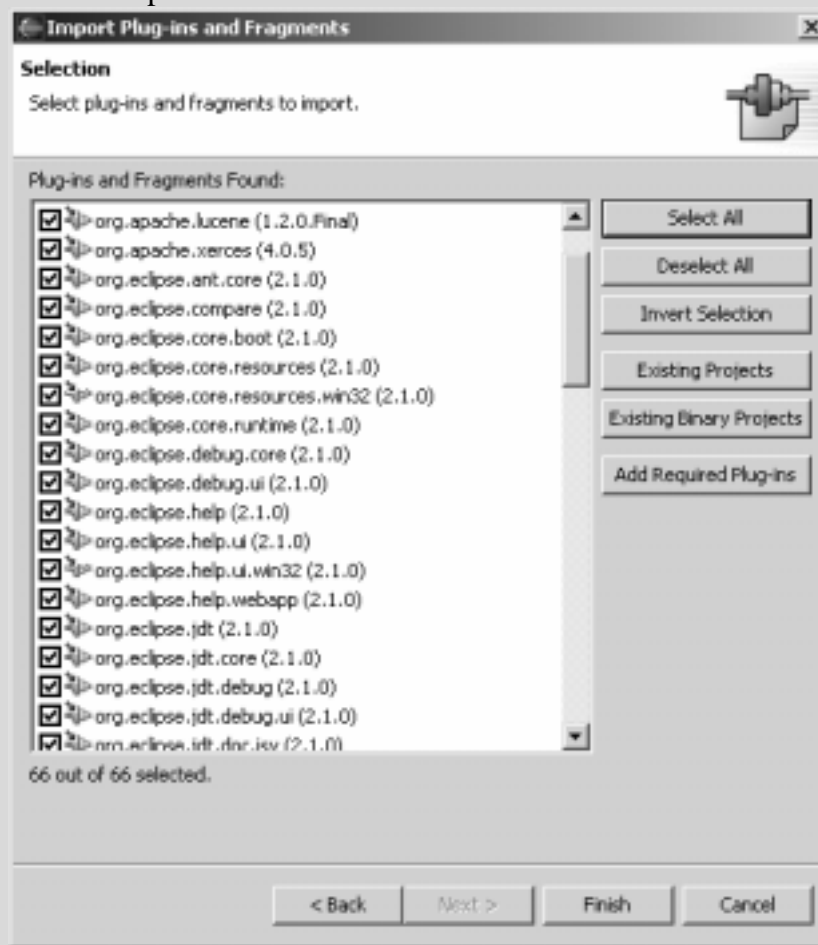 Import Plug-ins and Fragments
Selection
Select plug-ins and fragments to import.
Plug-ins and Fragments Found:
org.apache.lucene (1.2.0.Final)
org.apache.xerces (4.0.5)
org.eclipse.ant.core (2.1.0)
org.eclipse.compare (2.1.0)
org.eclipse.core.boot (2.1.0)
org.eclipse.core.resources (2.1.0)
org.eclipse.core.resources.win32 (2.1.0)
org.eclipse.core.runtime (2.1.0)
org.eclipse.debug.core (2.1.0)
org.eclipse.debug.ui (2.1.0)
org.eclipse.help (2.1.0)
org.eclipse.help.ui (2.1.0)
org.eclipse.help.ui.win32 (2.1.0)
org.eclipse.help.webapp (2.1.0)
org.eclipse.jdt (2.1.0)
org.eclipse.jdt.core (2.1.0)
org.eclipse.jdt.debug (2.1.0)
org.eclipse.jdt.debug.ui (2.1.0)
org.eclipse.jdt.doc.isv (2.1.0)
Select All
Deselect All
Invert Selection
Existing Projects
Existing Binary Projects
Add Required Plug-ins
66 out of 66 selected.
< Back
Next >
Finish
Cancel